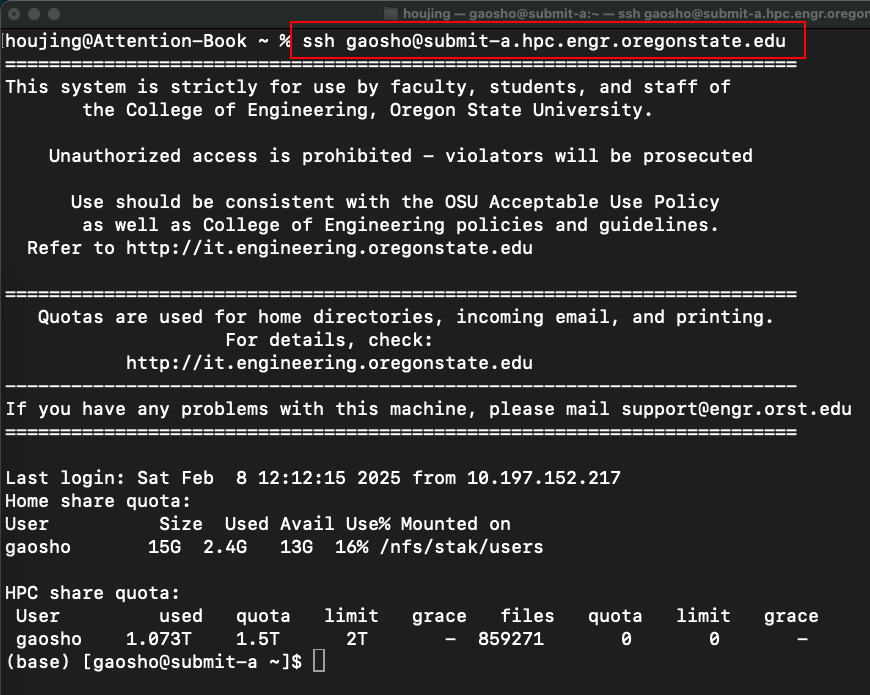 houjing — gaosho@submit-a:~ — ssh gaosho@submit-a.hpc.engr.oregon
houjing@Attention-Book ~ % ssh gaosho@submit-a.hpc.engr.oregonstate.edu
=========================================================================
This system is strictly for use by faculty, students, and staff of
the College of Engineering, Oregon State University.
Unauthorized access is prohibited – violators will be prosecuted
Use should be consistent with the OSU Acceptable Use Policy
as well as College of Engineering policies and guidelines.
Refer to http://it.engineering.oregonstate.edu
=========================================================================
Quotas are used for home directories, incoming email, and printing.
For details, check:
http://it.engineering.oregonstate.edu
-------------------------------------------------------------------------
If you have any problems with this machine, please mail support@engr.orst.edu
=========================================================================
Last login: Sat Feb  8 12:12:15 2025 from 10.197.152.217
Home share quota:
User          Size  Used Avail Use% Mounted on
gaosho       15G  2.4G   13G  16% /nfs/stak/users
HPC share quota:
User         used   quota   limit   grace   files   quota   limit   grace
gaosho    1.073T    1.5T      2T       –  859271       0       0       –
(base) [gaosho@submit-a ~]$